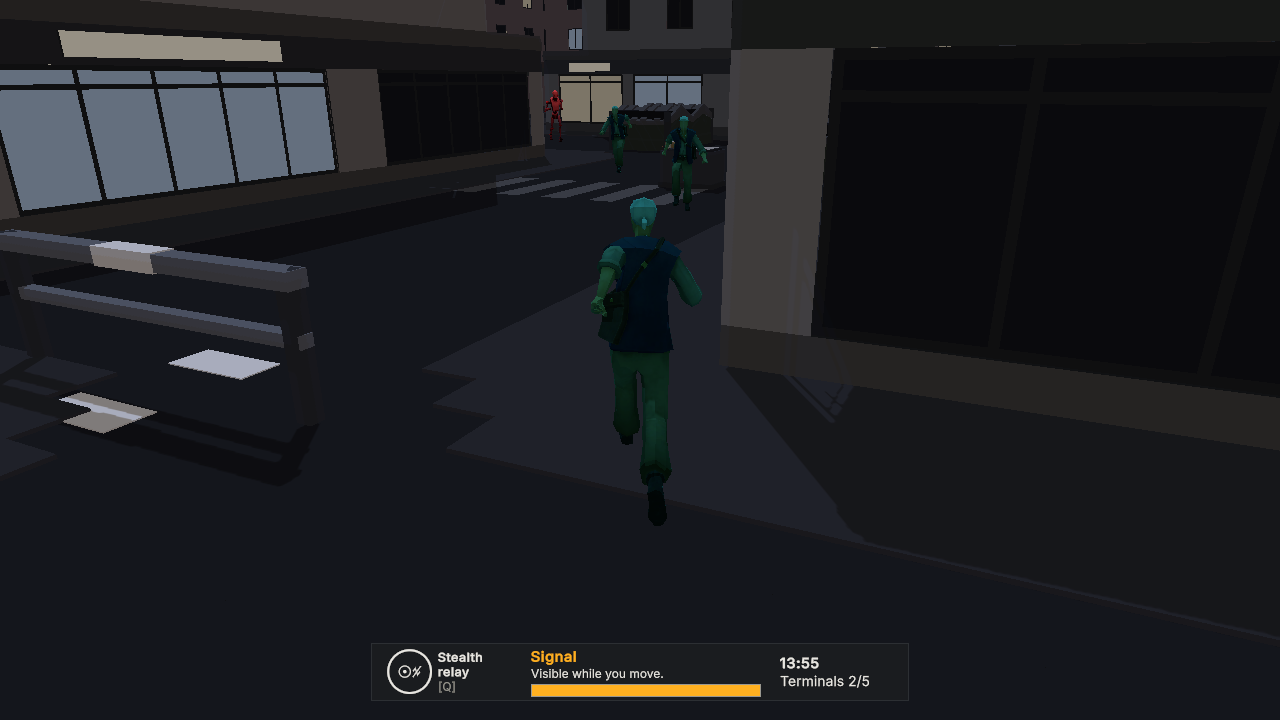 Stealth
relay
[Q]
Signal
Visible while you move.
13:55
Terminals 2/5